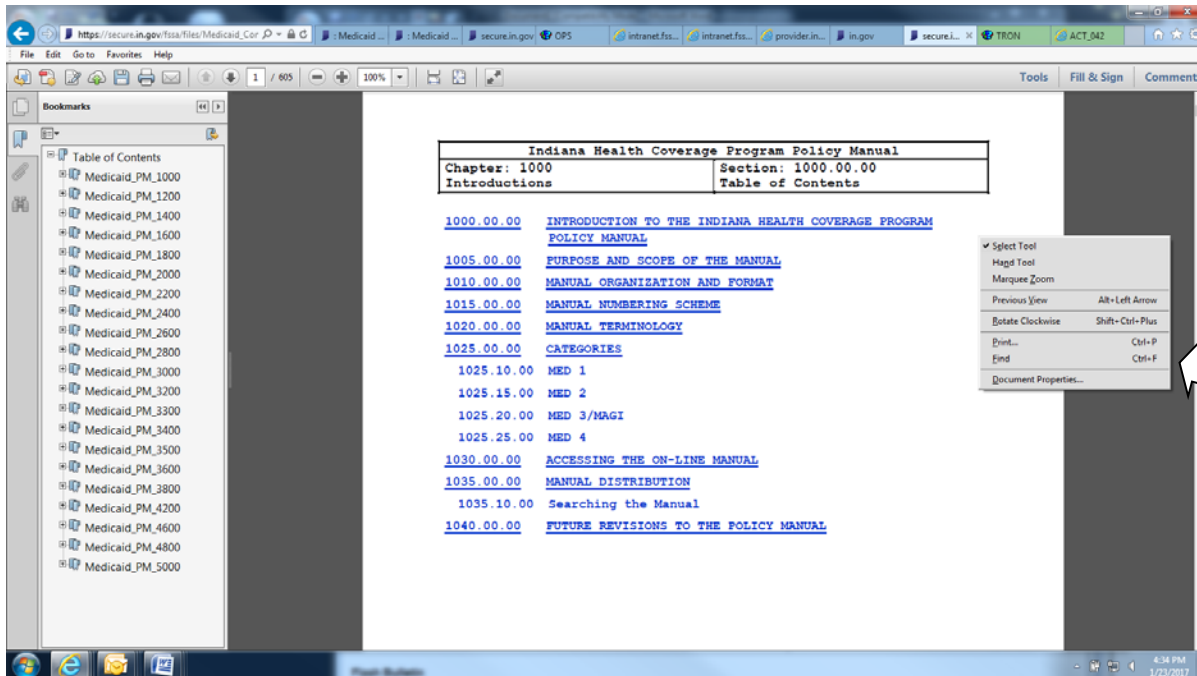 https://secure.in.gov/fssa/files/Medicaid_Cor
: Medicaid ...
: Medicaid ...
secure.in.gov
OPS
intranet.fss...
intranet.fss...
provider.in...
in.gov
secure.i...
TRON
ACT_042
File Edit Go to Favorites Help
1 / 605 100% Tools Fill & Sign Comment
Bookmarks
Table of Contents
Medicaid_PM_1000
Medicaid_PM_1200
Medicaid_PM_1400
Medicaid_PM_1600
Medicaid_PM_1800
Medicaid_PM_2000
Medicaid_PM_2200
Medicaid_PM_2400
Medicaid_PM_2600
Medicaid_PM_2800
Medicaid_PM_3000
Medicaid_PM_3200
Medicaid_PM_3300
Medicaid_PM_3400
Medicaid_PM_3500
Medicaid_PM_3600
Medicaid_PM_3800
Medicaid_PM_4200
Medicaid_PM_4600
Medicaid_PM_4800
Medicaid_PM_5000
Indiana Health Coverage Program Policy Manual
Chapter: 1000 Section: 1000.00.00
Introductions Table of Contents
1000.00.00 INTRODUCTION TO THE INDIANA HEALTH COVERAGE PROGRAM
POLICY MANUAL
1005.00.00 PURPOSE AND SCOPE OF THE MANUAL
1010.00.00 MANUAL ORGANIZATION AND FORMAT
1015.00.00 MANUAL NUMBERING SCHEME
1020.00.00 MANUAL TERMINOLOGY
1025.00.00 CATEGORIES
1025.10.00 MED 1
1025.15.00 MED 2
1025.20.00 MED 3/MAGI
1025.25.00 MED 4
1030.00.00 ACCESSING THE ON-LINE MANUAL
1035.00.00 MANUAL DISTRIBUTION
1035.10.00 Searching the Manual
1040.00.00 FUTURE REVISIONS TO THE POLICY MANUAL
Select Tool
Hand Tool
Marquee Zoom
Previous View Alt+Left Arrow
Rotate Clockwise Shift+Ctrl+Plus
Print... Ctrl+P
Find Ctrl+F
Document Properties...
4:34 PM
1/23/2017